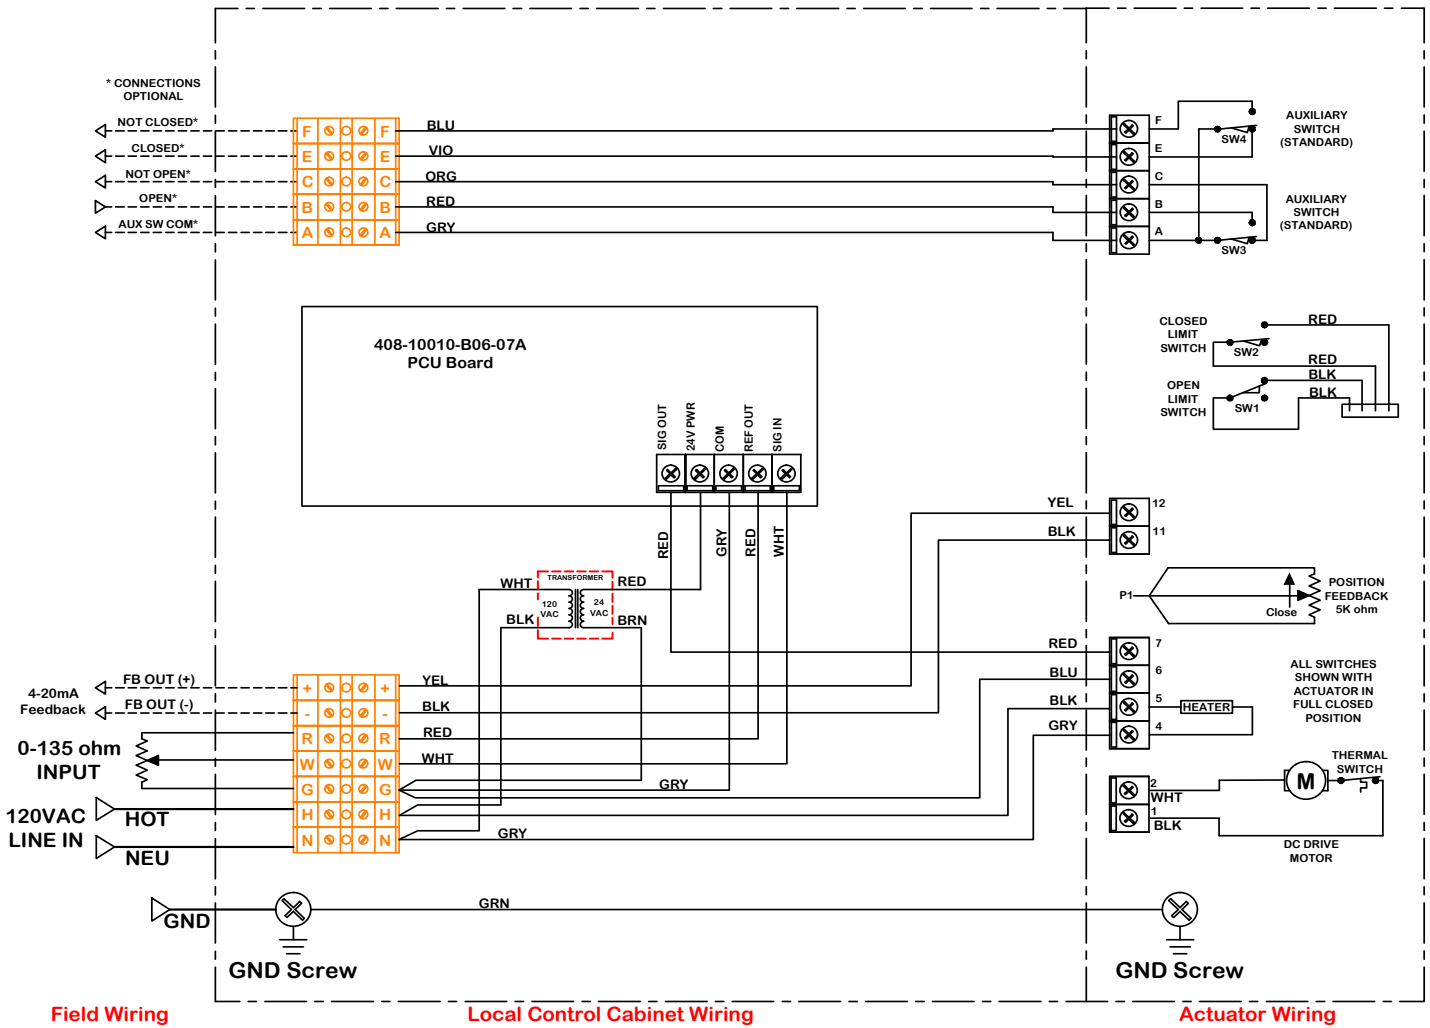 * CONNECTIONS
OPTIONAL
NOT CLOSED*
CLOSED*
NOT OPEN*
OPEN*
AUX SW COM*
F F
E E
C C
B B
A A
BLU
VIO
ORG
RED
GRY
F
E
C
B
A
SW4
SW3
AUXILIARY
SWITCH
(STANDARD)
AUXILIARY
SWITCH
(STANDARD)
408-10010-B06-07A
PCU Board
SIG OUT
24V PWR
COM
REF OUT
SIG IN
CLOSED
LIMIT
SWITCH
SW2
OPEN
LIMIT
SWITCH
SW1
RED
RED
BLK
BLK
RED
GRY
RED
WHT
YEL
BLK
12
11
WHT
BLK
TRANSFORMER
120
VAC
24
VAC
RED
BRN
P1
Close
POSITION
FEEDBACK
5K ohm
RED
BLU
BLK
GRY
7
6
5
4
HEATER
ALL SWITCHES
SHOWN WITH
ACTUATOR IN
FULL CLOSED
POSITION
4-20mA
Feedback
FB OUT (+)
FB OUT (-)
0-135 ohm
INPUT
120VAC
LINE IN
HOT
NEU
+ +
- -
R R
W W
G G
H H
N N
YEL
BLK
RED
WHT
GRY
GRY
2
WHT
1
BLK
M
THERMAL
SWITCH
DC DRIVE
MOTOR
GND
GRN
GND Screw
GND Screw
Field Wiring
Local Control Cabinet Wiring
Actuator Wiring